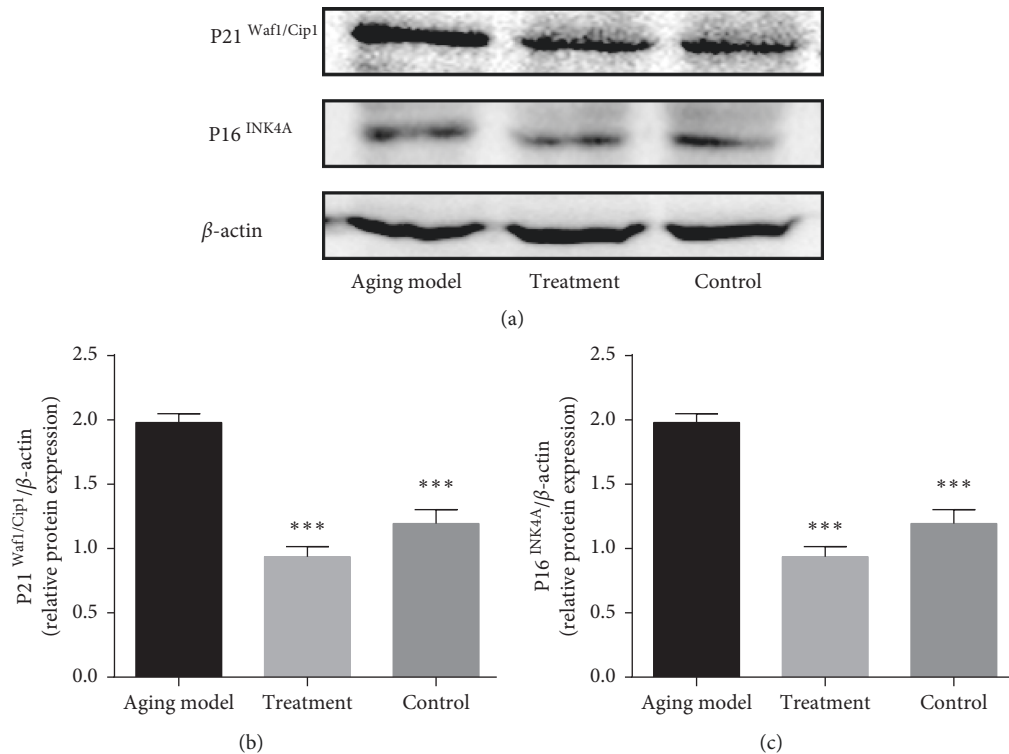 P21 Waf1/Cip1
P16 INK4A
β-actin
Aging model Treatment Control
(a)
P21 Waf1/Cip1/β-actin
(relative protein expression)
2.5
2.0
1.5
1.0
0.5
0.0
***
***
Aging model Treatment Control
(b)
P16 INK4A/β-actin
(relative protein expression)
2.5
2.0
1.5
1.0
0.5
0.0
***
***
Aging model Treatment Control
(c)